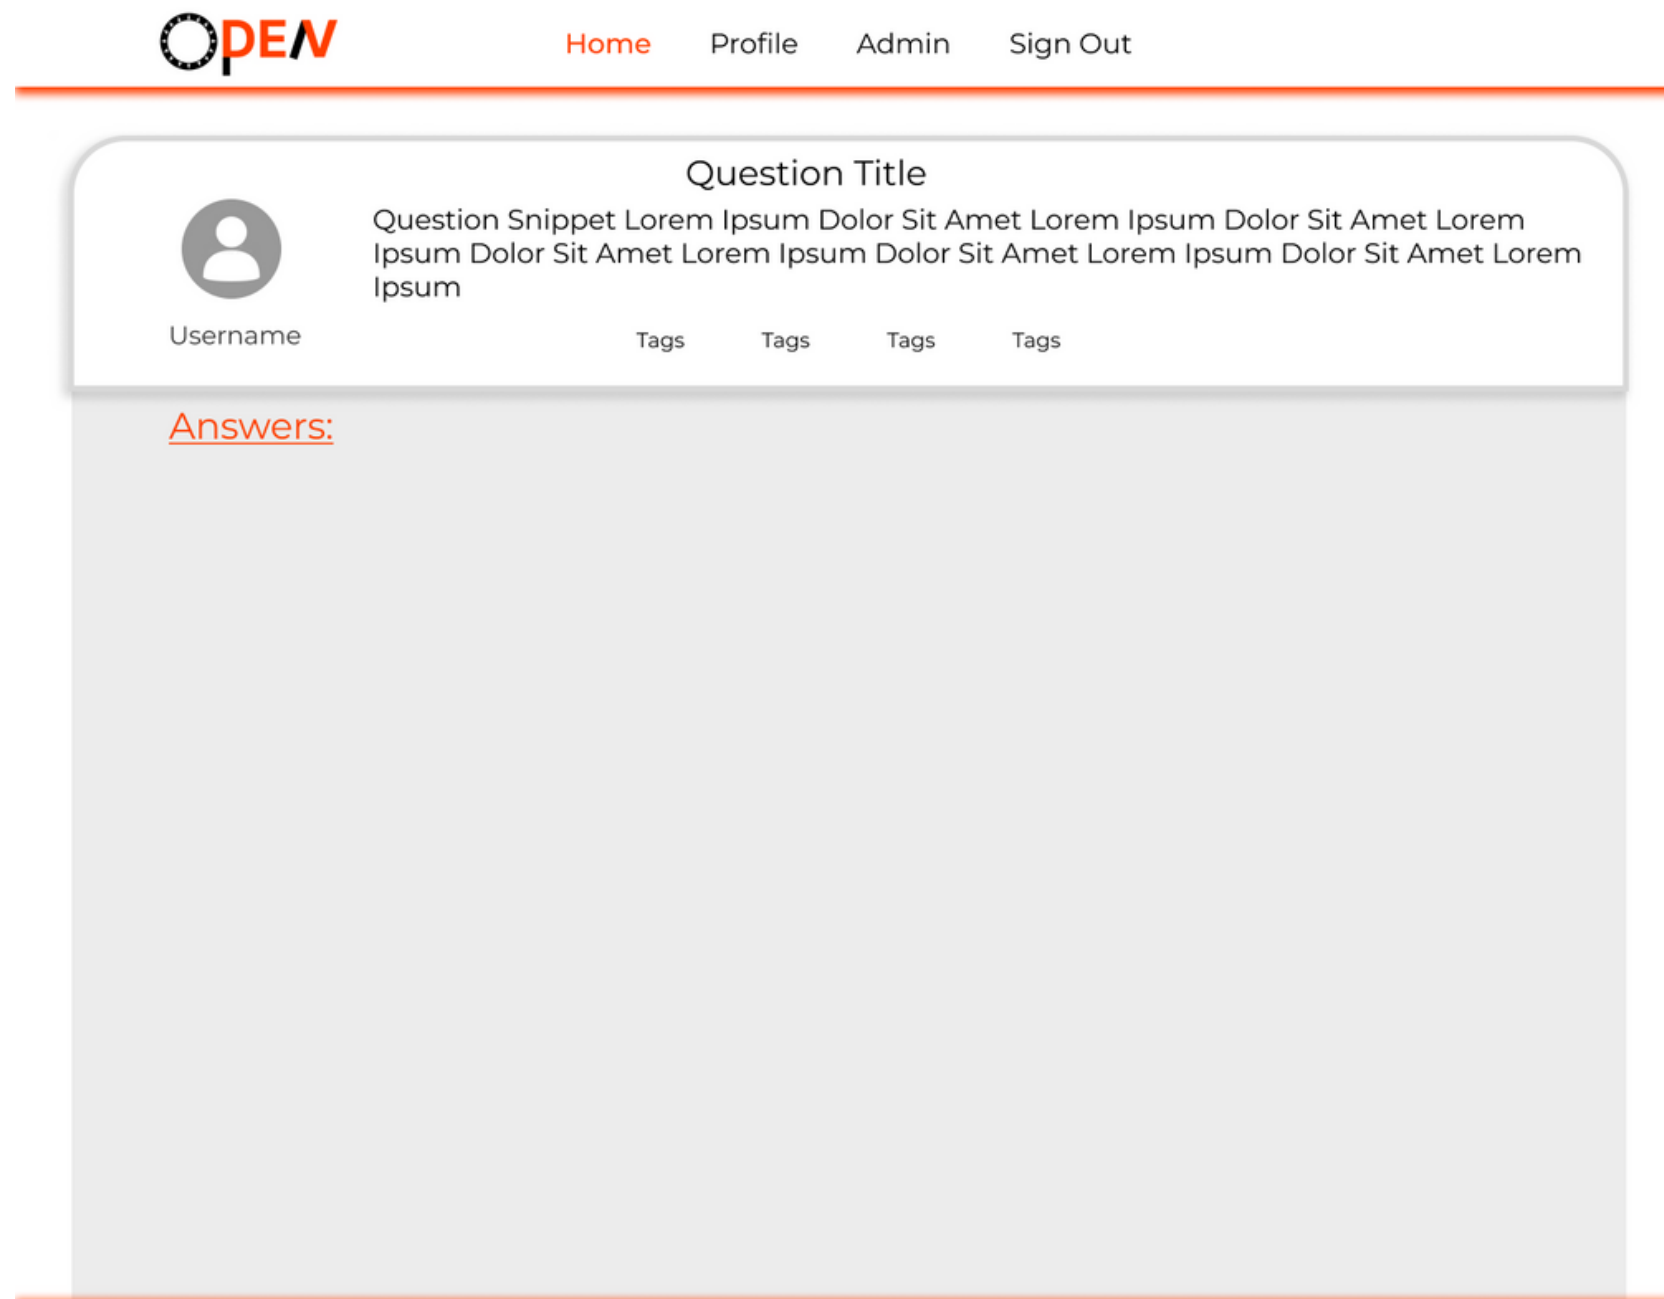 OPEN
Home Profile Admin Sign Out
Question Title
Question Snippet Lorem Ipsum Dolor Sit Amet Lorem Ipsum Dolor Sit Amet Lorem
Ipsum Dolor Sit Amet Lorem Ipsum Dolor Sit Amet Lorem Ipsum Dolor Sit Amet Lorem
Ipsum
Username
Tags Tags Tags Tags
Answers: